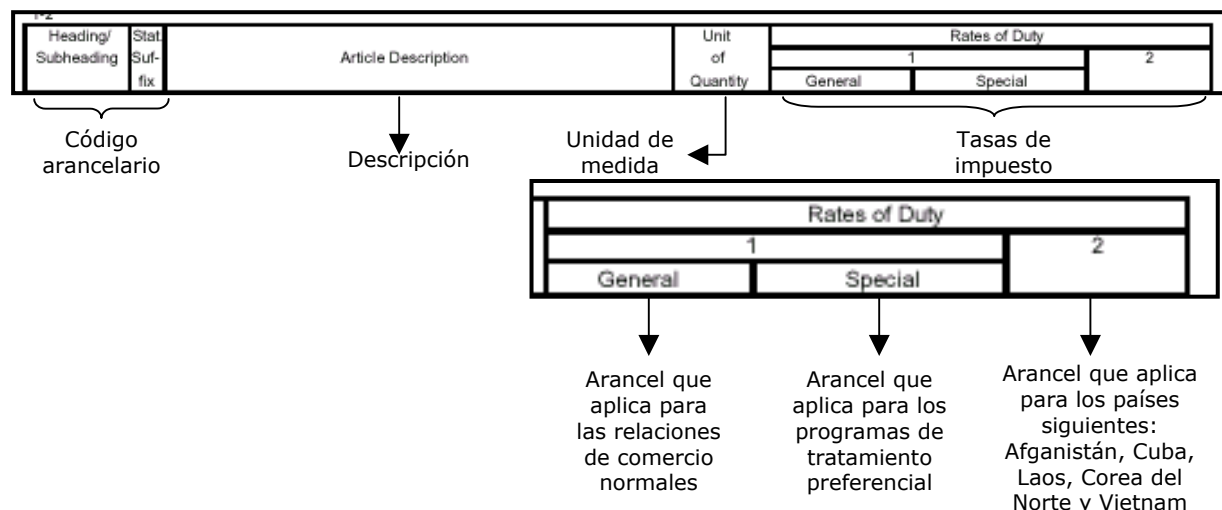 1-2
Heading/ Stat. Unit Rates of Duty
Subheading Suf- Article Description of 1 2
fix Quantity General Special
Código arancelario
Descripción
Unidad de medida
Tasas de impuesto
Rates of Duty
1 2
General Special
Arancel que
aplica para
las relaciones
de comercio
normales
Arancel que
aplica para los
programas de
tratamiento
preferencial
Arancel que aplica
para los países
siguientes:
Afganistán, Cuba,
Laos, Corea del
Norte y Vietnam